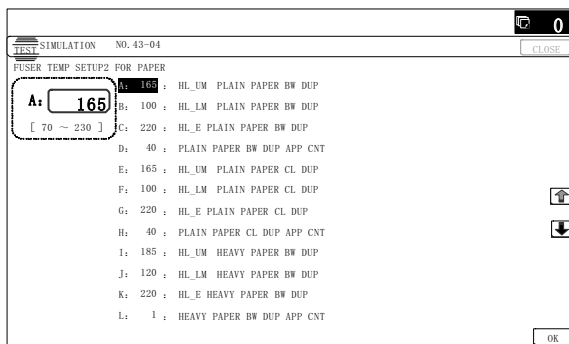 0
TEST SIMULATION NO.43-04
CLOSE
FUSER TEMP SETUP2 FOR PAPER
A: 165
[ 70 ~ 230 ]
A: 165 : HL_UM PLAIN PAPER BW DUP
B: 100 : HL_LM PLAIN PAPER BW DUP
C: 220 : HL_E PLAIN PAPER BW DUP
D: 40 : PLAIN PAPER BW DUP APP CNT
E: 165 : HL_UM PLAIN PAPER CL DUP
F: 100 : HL_LM PLAIN PAPER CL DUP
G: 220 : HL_E PLAIN PAPER CL DUP
H: 40 : PLAIN PAPER CL DUP APP CNT
I: 185 : HL_UM HEAVY PAPER BW DUP
J: 120 : HL_LM HEAVY PAPER BW DUP
K: 220 : HL_E HEAVY PAPER BW DUP
L: 1 : HEAVY PAPER BW DUP APP CNT
OK